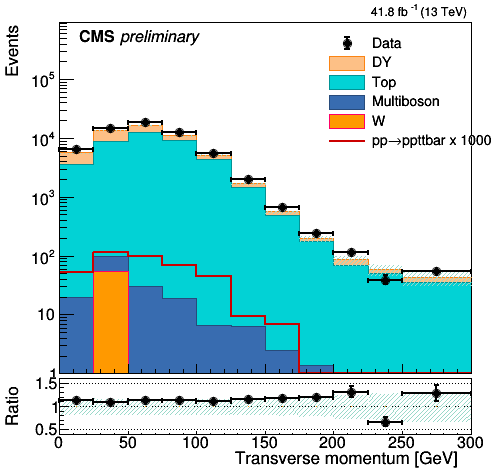 41.8 fb⁻¹ (13 TeV)
CMS preliminary
Data
DY
Top
Multiboson
W
pp→ppttbar x 1000
Events
10⁵
10⁴
10³
10²
10
1
Ratio
1.5
1
0.5
0 50 100 150 200 250 300
Transverse momentum [GeV]